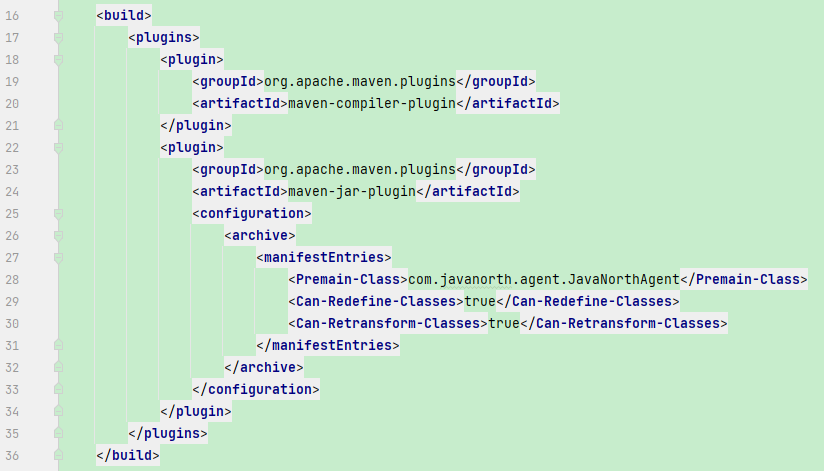 16 <build>
17 <plugins>
18 <plugin>
19 <groupId>org.apache.maven.plugins</groupId>
20 <artifactId>maven-compiler-plugin</artifactId>
21 </plugin>
22 <plugin>
23 <groupId>org.apache.maven.plugins</groupId>
24 <artifactId>maven-jar-plugin</artifactId>
25 <configuration>
26 <archive>
27 <manifestEntries>
28 <Premain-Class>com.javanorth.agent.JavaNorthAgent</Premain-Class>
29 <Can-Redefine-Classes>true</Can-Redefine-Classes>
30 <Can-Retransform-Classes>true</Can-Retransform-Classes>
31 </manifestEntries>
32 </archive>
33 </configuration>
34 </plugin>
35 </plugins>
36 </build>